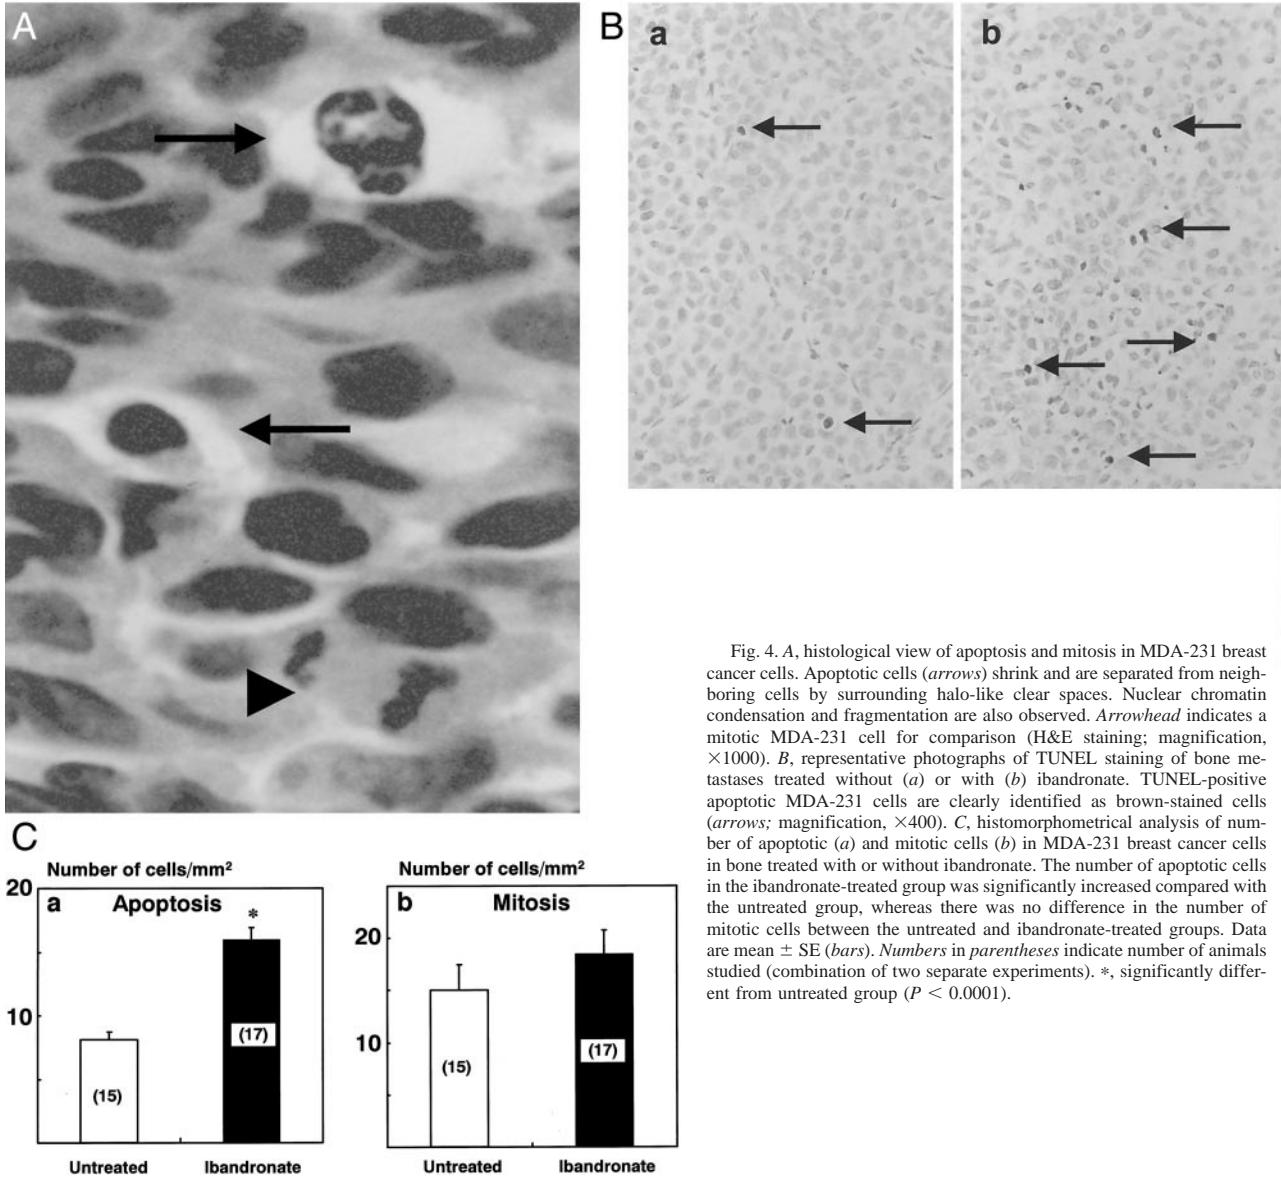 A
B
a
b
C
Number of cells/mm²
20
a Apoptosis
*
10
(15)
(17)
Untreated Ibandronate
Number of cells/mm²
b Mitosis
20
10
(15)
(17)
Untreated Ibandronate
Fig. 4. A, histological view of apoptosis and mitosis in MDA-231 breast
cancer cells. Apoptotic cells (arrows) shrink and are separated from neigh-
boring cells by surrounding halo-like clear spaces. Nuclear chromatin
condensation and fragmentation are also observed. Arrowhead indicates a
mitotic MDA-231 cell for comparison (H&E staining; magnification,
×1000). B, representative photographs of TUNEL staining of bone me-
tastases treated without (a) or with (b) ibandronate. TUNEL-positive
apoptotic MDA-231 cells are clearly identified as brown-stained cells
(arrows; magnification, ×400). C, histomorphometrical analysis of num-
ber of apoptotic (a) and mitotic cells (b) in MDA-231 breast cancer cells
in bone treated with or without ibandronate. The number of apoptotic cells
in the ibandronate-treated group was significantly increased compared with
the untreated group, whereas there was no difference in the number of
mitotic cells between the untreated and ibandronate-treated groups. Data
are mean ± SE (bars). Numbers in parentheses indicate number of animals
studied (combination of two separate experiments). *, significantly differ-
ent from untreated group (P < 0.0001).